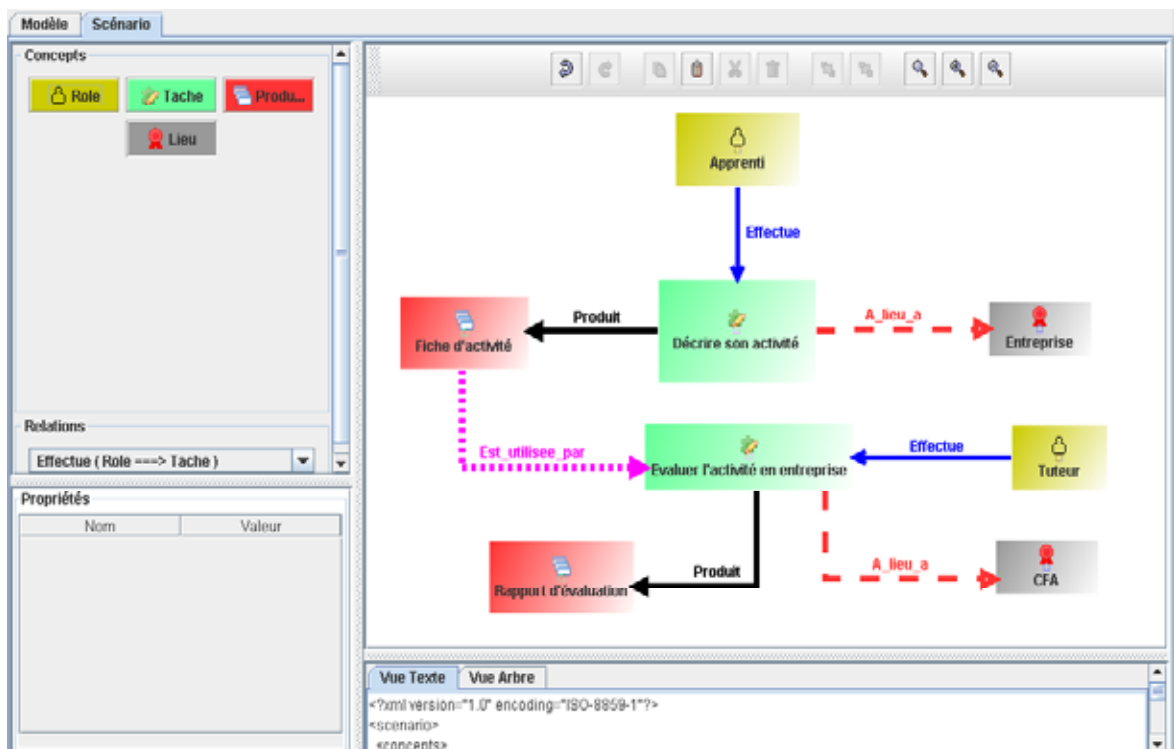 Modèle Scénario
Concepts
Role Tache Produ...
Lieu
Relations
Effectue ( Role ===> Tache )
Propriétés
Nom Valeur
Apprenti
Effectue
Fiche d'activité
Produit
Décrire son activité
A_lieu_a
Entreprise
Est_utilisee_par
Evaluer l'activité en entreprise
Effectue
Tuteur
Rapport d'évaluation
Produit
A_lieu_a
CFA
Vue Texte Vue Arbre
<?xml version="1.0" encoding="ISO-8859-1"?>
<scenario>
<concepts>